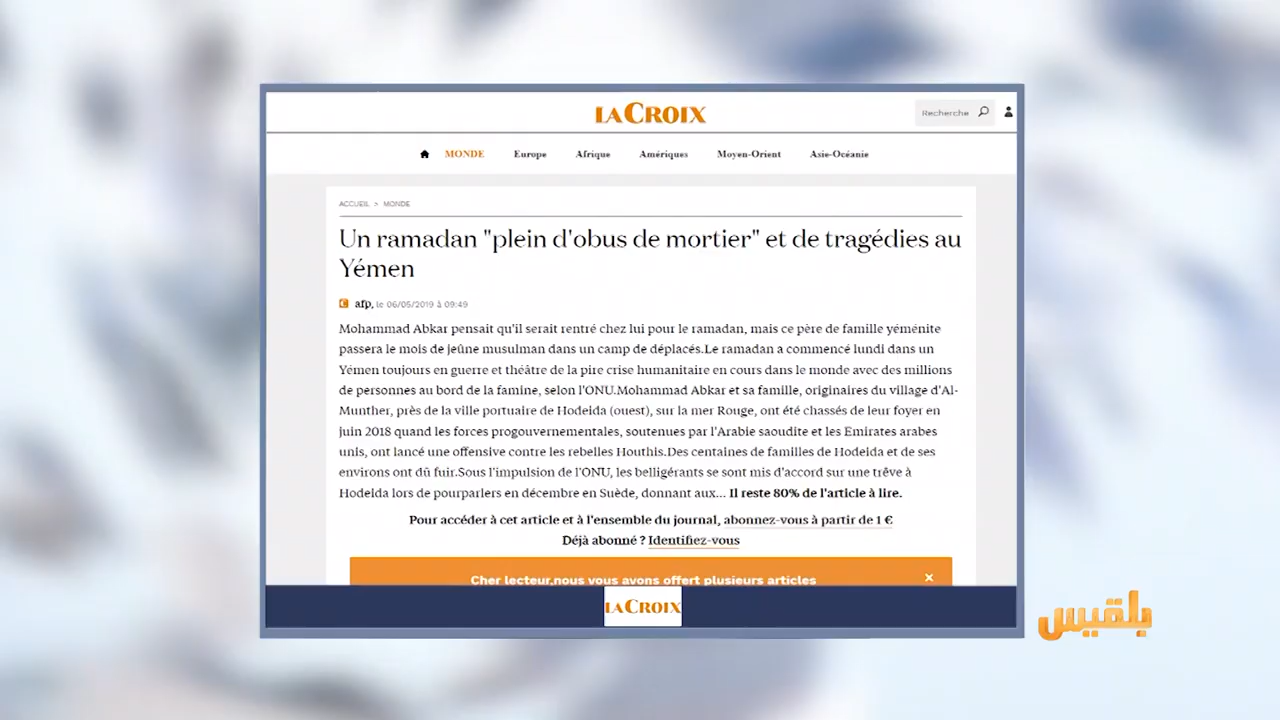 LA CROIX
Recherche
MONDE Europe Afrique Amériques Moyen-Orient Asie-Océanie
ACCUEIL > MONDE
Un ramadan "plein d'obus de mortier" et de tragédies au
Yémen
afp, le 06/05/2019 à 09:49
Mohammad Abkar pensait qu'il serait rentré chez lui pour le ramadan, mais ce père de famille yéménite
passera le mois de jeûne musulman dans un camp de déplacés.Le ramadan a commencé lundi dans un
Yémen toujours en guerre et théâtre de la pire crise humanitaire en cours dans le monde avec des millions
de personnes au bord de la famine, selon l'ONU.Mohammad Abkar et sa famille, originaires du village d'Al-
Munther, près de la ville portuaire de Hodeida (ouest), sur la mer Rouge, ont été chassés de leur foyer en
juin 2018 quand les forces progouvernementales, soutenues par l'Arabie saoudite et les Emirates arabes
unis, ont lancé une offensive contre les rebelles Houthis.Des centaines de familles de Hodeida et de ses
environs ont dû fuir.Sous l'impulsion de l'ONU, les belligérants se sont mis d'accord sur une trêve à
Hodeida lors de pourparlers en décembre en Suède, donnant aux... Il reste 80% de l'article à lire.
Pour accéder à cet article et à l'ensemble du journal, abonnez-vous à partir de 1 €
Déjà abonné ? Identifiez-vous
Cher lecteur,nous vous avons offert plusieurs articles
LA CROIX
بلقيس